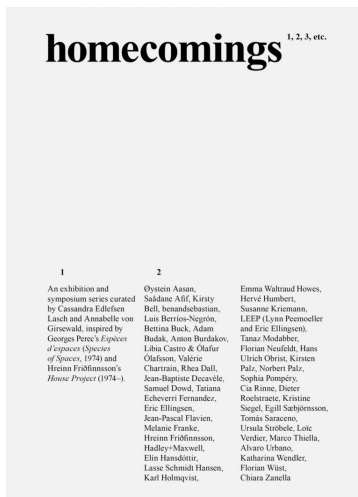 homecomings 1, 2, 3, etc.
1
An exhibition and
symposium series curated
by Cassandra Edlefsen
Lasch and Annabelle von
Girsewald, inspired by
Georges Perec's Espèces
d'espaces (Species
of Spaces, 1974) and
Hreinn Friðfinnsson's
House Project (1974–).
2
Øystein Aasan,
Saâdane Afif, Kirsty
Bell, benandsebastian,
Luis Berríos-Negrón,
Bettina Buck, Adam
Budak, Anton Burdakov,
Libia Castro & Ólafur
Ólafsson, Valérie
Chartrain, Rhea Dall,
Jean-Baptiste Decavèle,
Samuel Dowd, Tatiana
Echeverri Fernandez,
Eric Ellingsen,
Jean-Pascal Flavien,
Melanie Franke,
Hreinn Friðfinnsson,
Hadley+Maxwell,
Elín Hansdóttir,
Lasse Schmidt Hansen,
Karl Holmqvist,
Emma Waltraud Howes,
Hervé Humbert,
Susanne Kriemann,
LEEP (Lynn Peemoeller
and Eric Ellingsen),
Tanaz Modabber,
Florian Neufeldt, Hans
Ulrich Obrist, Kirsten
Palz, Norbert Palz,
Sophia Pompéry,
Cia Rinne, Dieter
Roelstraete, Kristine
Siegel, Egill Sæbjörnsson,
Tomás Saraceno,
Ursula Ströbele, Loïc
Verdier, Marco Thiella,
Alvaro Urbano,
Katharina Wendler,
Florian Wüst,
Chiara Zanella